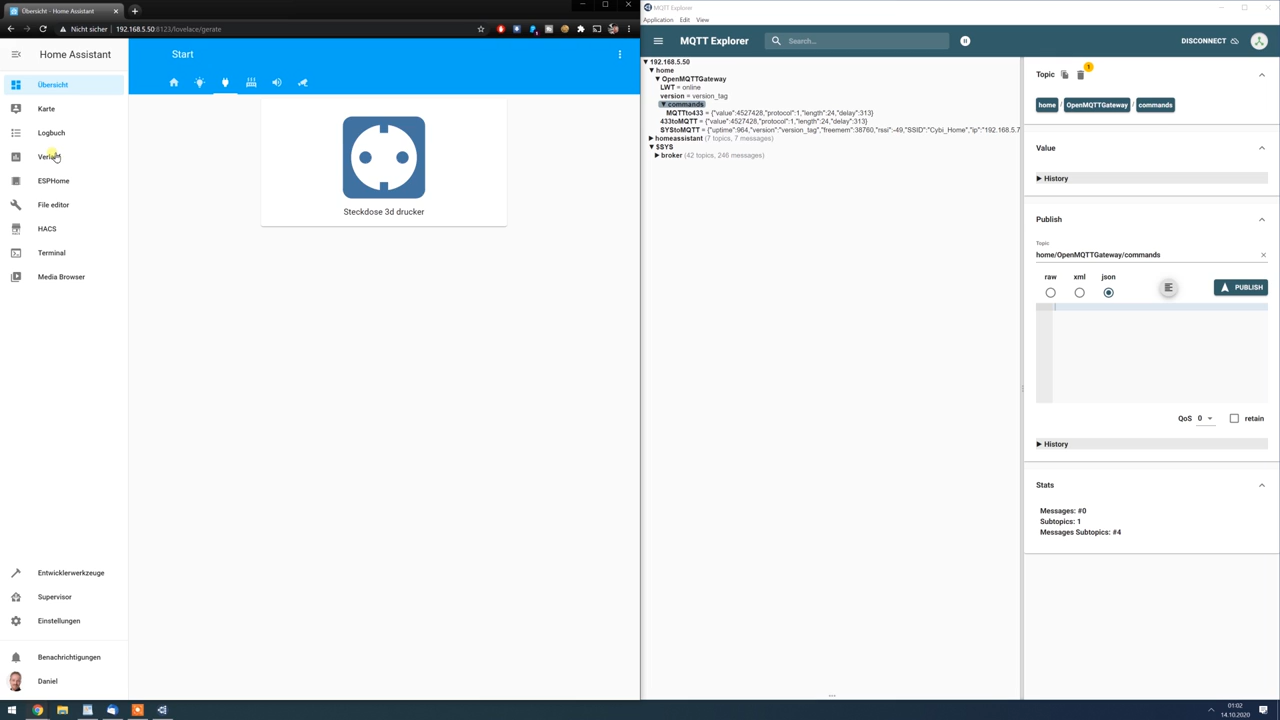 Übersicht - Home Assistant
Nicht sicher
192.168.5.50:8123/lovelace/gerate
Home Assistant
Start
Übersicht
Karte
Logbuch
ESPHome
File editor
HACS
Terminal
Media Browser
Entwicklerwerkzeuge
Supervisor
Einstellungen
Benachrichtigungen
Daniel
Steckdose 3d drucker
MQTT Explorer
Application Edit View
MQTT Explorer
Search...
DISCONNECT
192.168.5.50
home
OpenMQTTGateway
LWT = online
version = version_tag
commands
MQTTto433 = {"value":4527428,"protocol":1,"length":24,"delay":313}
433toMQTT = {"value":4527428,"protocol":1,"length":24,"delay":313}
SYStoMQTT = {"uptime":964,"version":"version_tag","freemem":38760,"rssi":-49,"SSID":"Cybi_Home","ip":"192.168.5.7
homeassistant (7 topics, 7 messages)
$SYS
broker (42 topics, 246 messages)
Topic
1
home / OpenMQTTGateway / commands
Value
History
Publish
Topic
home/OpenMQTTGateway/commands
raw xml json
PUBLISH
QoS 0 retain
History
Stats
Messages: #0
Subtopics: 1
Messages Subtopics: #4
01:02
14.10.2020